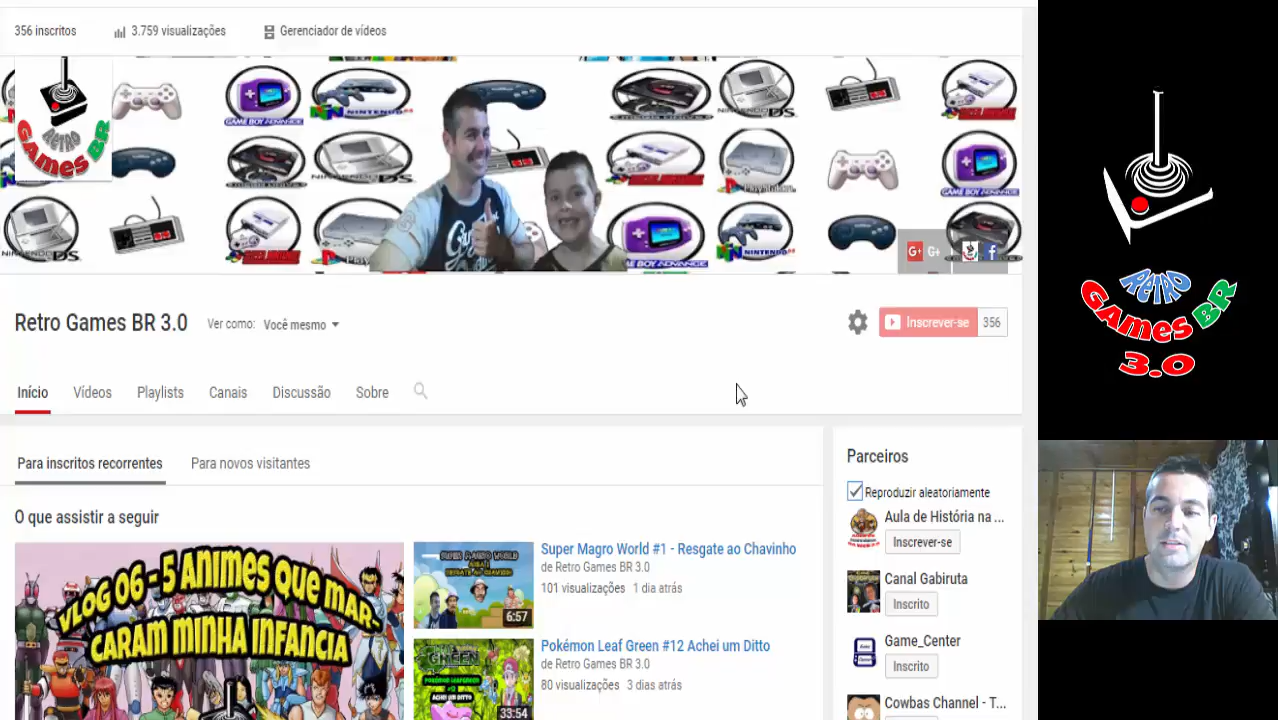 356 inscritos 3.759 visualizações Gerenciador de vídeos
RETRO
GAMES BR
GAME BOY ADVANCE
NINTENDO 64
NINTENDO DS
PlayStation
G+
Retro Games BR 3.0 Ver como: Você mesmo Inscrever-se 356
Início Vídeos Playlists Canais Discussão Sobre
Para inscritos recorrentes Para novos visitantes
O que assistir a seguir
VLOG 06 - 5 ANIMES QUE MAR-
CARAM MINHA INFANCIA
Super Magro World #1 - Resgate ao Chavinho
de Retro Games BR 3.0
101 visualizações 1 dia atrás
6:57
Pokémon Leaf Green #12 Achei um Ditto
de Retro Games BR 3.0
80 visualizações 3 dias atrás
33:54
Parceiros
Reproduzir aleatoriamente
Aula de História na ...
Inscrever-se
Canal Gabiruta
Inscrito
Game_Center
Inscrito
Cowbas Channel - T...
RETRO
GAMES BR
3.0